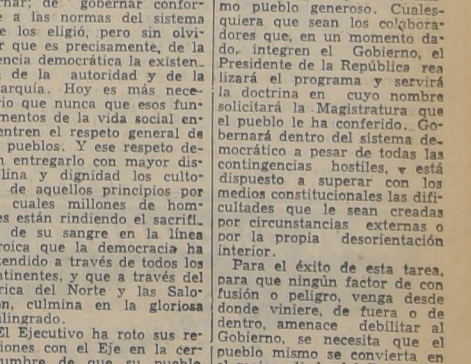 nar; de gobernar confor-
a las normas del sistema
e los eligió, pero sin olvi-
r que es precisamente, de la
encia democrática la existen-
de la autoridad y de la
arquía. Hoy es más nece-
rio que nunca que esos fun-
mentos de la vida social en-
entren el respeto general de
pueblos. Y ese respeto de-
n entregarlo con mayor dis-
lina y dignidad los culto-
de aquellos principios por
cuales millones de hom-
es están rindiendo el sacrifi-
de su sangre en la línea
roica que la democracia ha
tendido a través de todos los
tinentes, y que a través del
rica del Norte y las Salo-
ón, culmina en la gloriosa
alingrado.
El Ejecutivo ha roto sus re-
iones con el Eje en la cer-
umbre de que su pueblo
mo pueblo generoso. Cuales-
quiera que sean los colabora-
dores que, en un momento da-
do, integren el Gobierno, el
Presidente de la República rea
lizará el programa y servirá
la doctrina en cuyo nombre
solicitará la Magistratura que
el pueblo le ha conferido. Go-
bernará dentro del sistema de-
mocrático a pesar de todas las
contingencias hostiles, y está
dispuesto a superar con los
medios constitucionales las difi-
cultades que le sean creadas
por circunstancias externas o
por la propia desorientación
interior.
Para el éxito de esta tarea,
para que ningún factor de con
fusión o peligro, venga desde
donde viniere, de fuera o de
dentro, amenace debilitar al
Gobierno, se necesita que el
pueblo mismo se convierta en